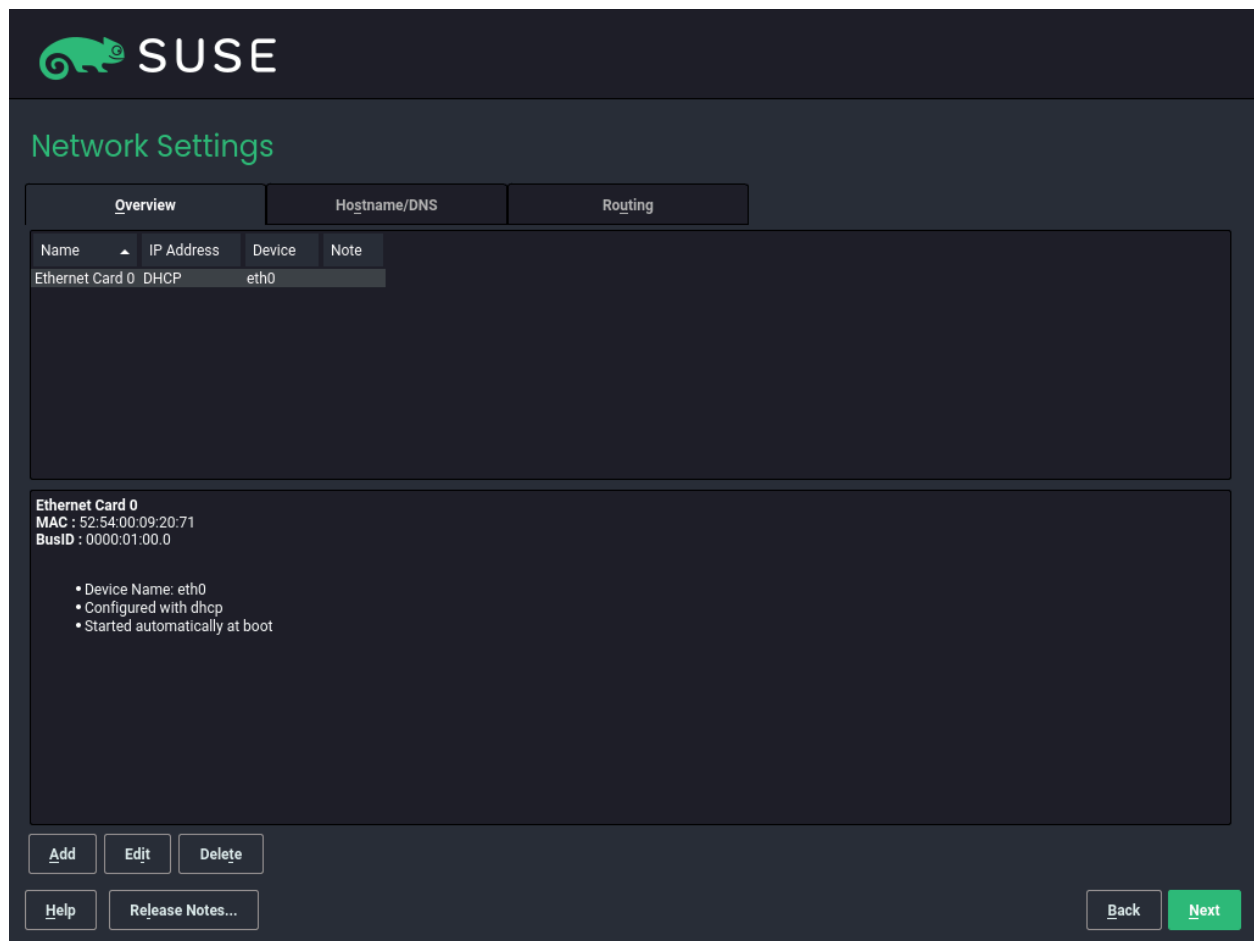 SUSE
Network Settings
Overview Hostname/DNS Routing
Name IP Address Device Note
Ethernet Card 0 DHCP eth0
Ethernet Card 0
MAC : 52:54:00:09:20:71
BusID : 0000:01:00.0
• Device Name: eth0
• Configured with dhcp
• Started automatically at boot
Add Edit Delete
Help Release Notes... Back Next